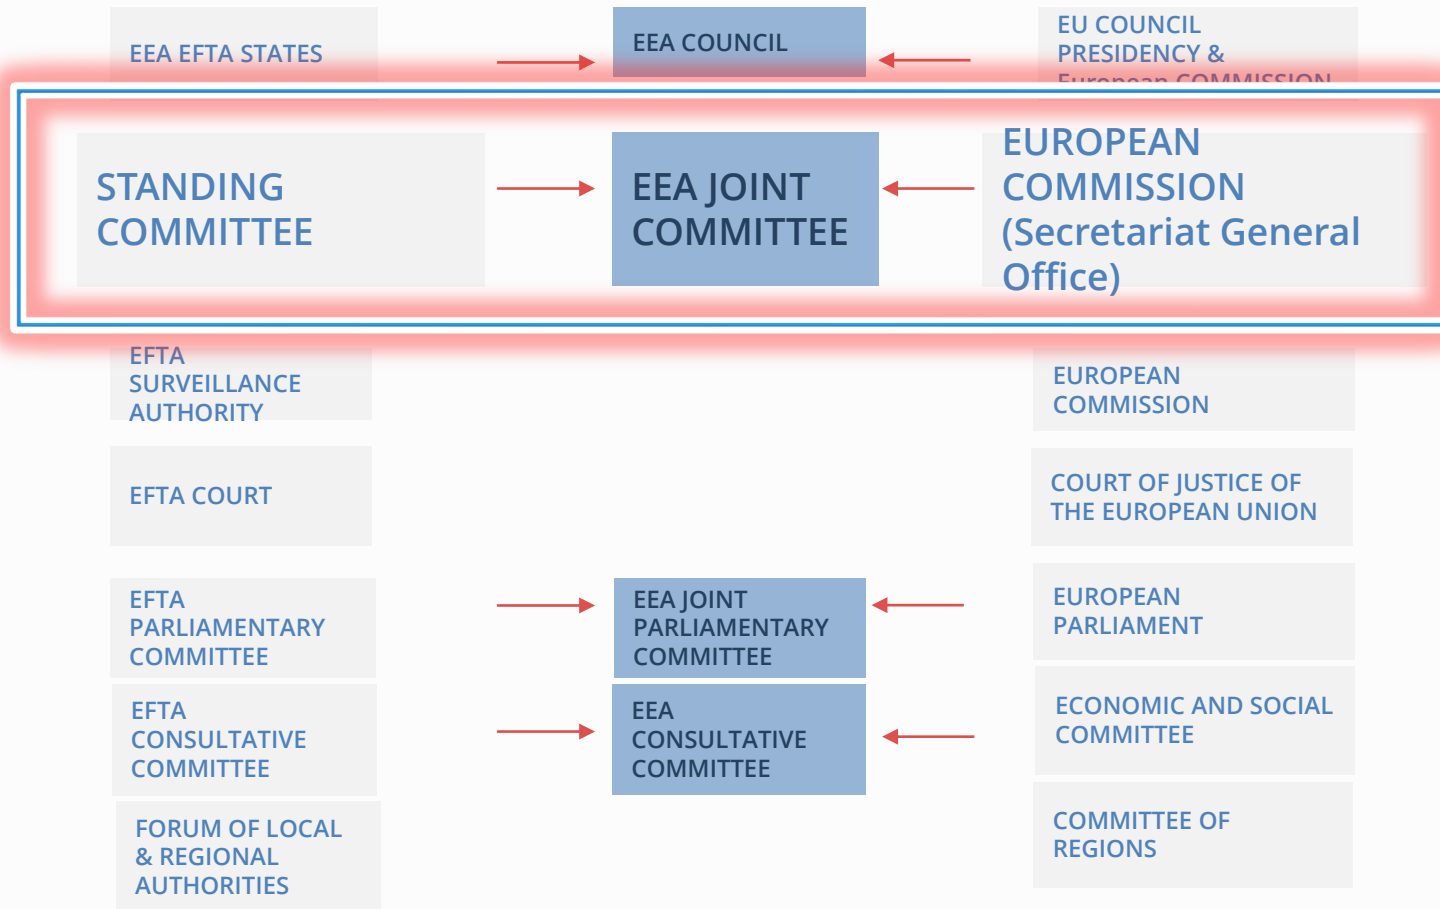 EEA EFTA STATES
EEA COUNCIL
EU COUNCIL
PRESIDENCY &
European COMMISSION
STANDING
COMMITTEE
EEA JOINT
COMMITTEE
EUROPEAN
COMMISSION
(Secretariat General
Office)
EFTA
SURVEILLANCE
AUTHORITY
EUROPEAN
COMMISSION
EFTA COURT
COURT OF JUSTICE OF
THE EUROPEAN UNION
EFTA
PARLIAMENTARY
COMMITTEE
EEA JOINT
PARLIAMENTARY
COMMITTEE
EUROPEAN
PARLIAMENT
EFTA
CONSULTATIVE
COMMITTEE
EEA
CONSULTATIVE
COMMITTEE
ECONOMIC AND SOCIAL
COMMITTEE
FORUM OF LOCAL
& REGIONAL
AUTHORITIES
COMMITTEE OF
REGIONS